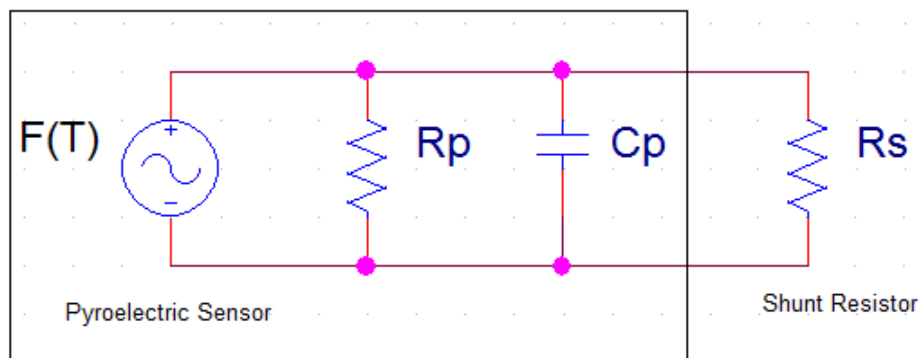 F(T)
+
Rp
Cp
Rs
−
Pyroelectric Sensor
Shunt Resistor